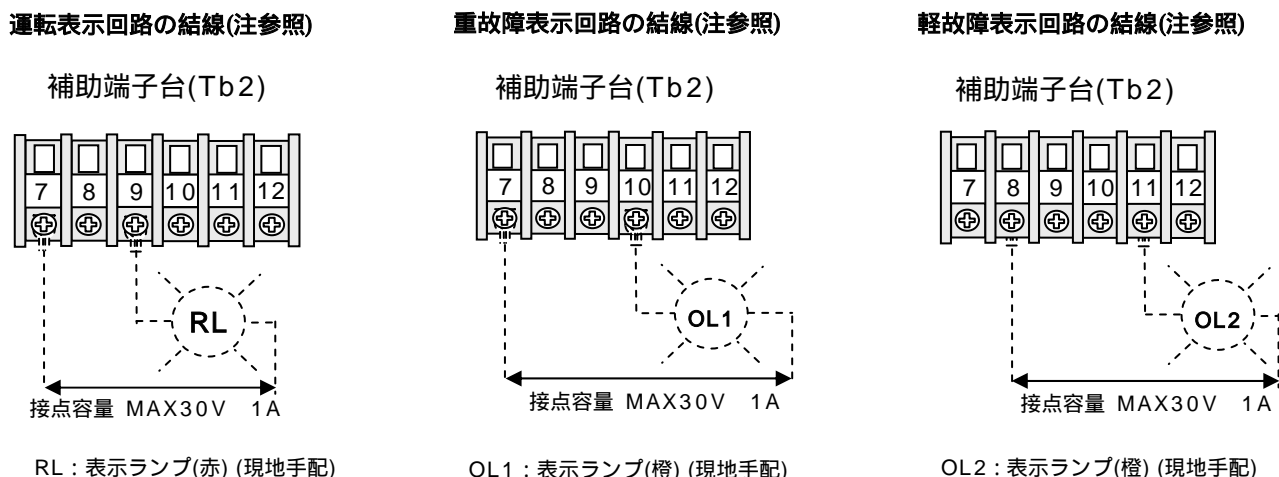 運転表示回路の結線(注参照)
補助端子台(Tb2)
7 8 9 10 11 12
RL
接点容量 MAX30V 1A
RL：表示ランプ(赤) (現地手配)
重故障表示回路の結線(注参照)
補助端子台(Tb2)
7 8 9 10 11 12
OL1
接点容量 MAX30V 1A
OL1：表示ランプ(橙) (現地手配)
軽故障表示回路の結線(注参照)
補助端子台(Tb2)
7 8 9 10 11 12
OL2
接点容量 MAX30V 1A
OL2：表示ランプ(橙) (現地手配)